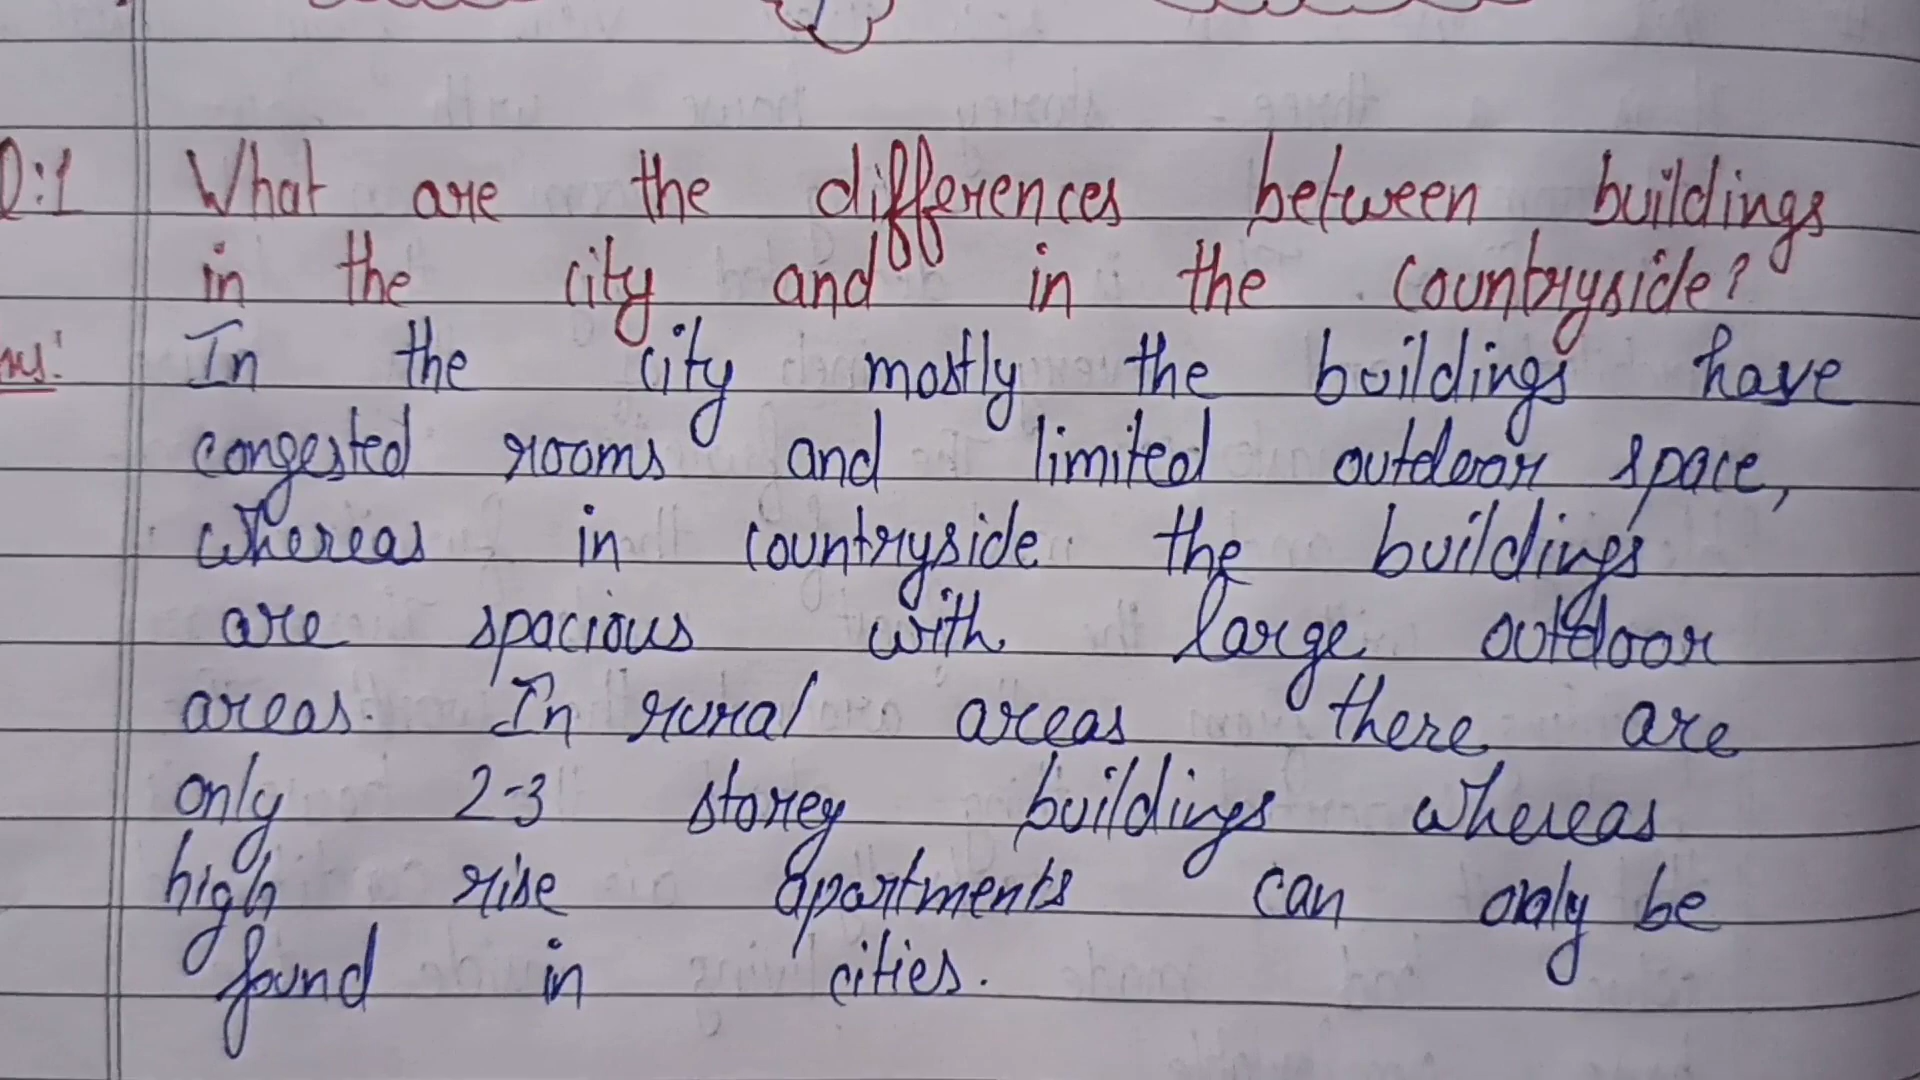 Q:1 What are the differences between buildings
in the city and in the countryside?
Ans: In the city mostly the buildings have
congested rooms and limited outdoor space,
whereas in countryside the buildings
are spacious with large outdoor
areas. In rural areas there are
only 2-3 storey buildings whereas
high rise apartments can only be
found in cities.